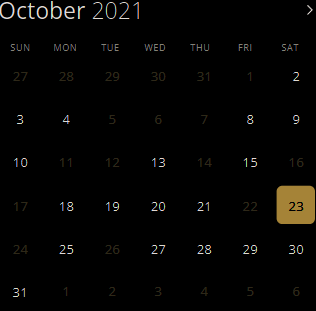 October 2021 >
SUN MON TUE WED THU FRI SAT
27 28 29 30 31 1 2
3 4 5 6 7 8 9
10 11 12 13 14 15 16
17 18 19 20 21 22 23
24 25 26 27 28 29 30
31 1 2 3 4 5 6